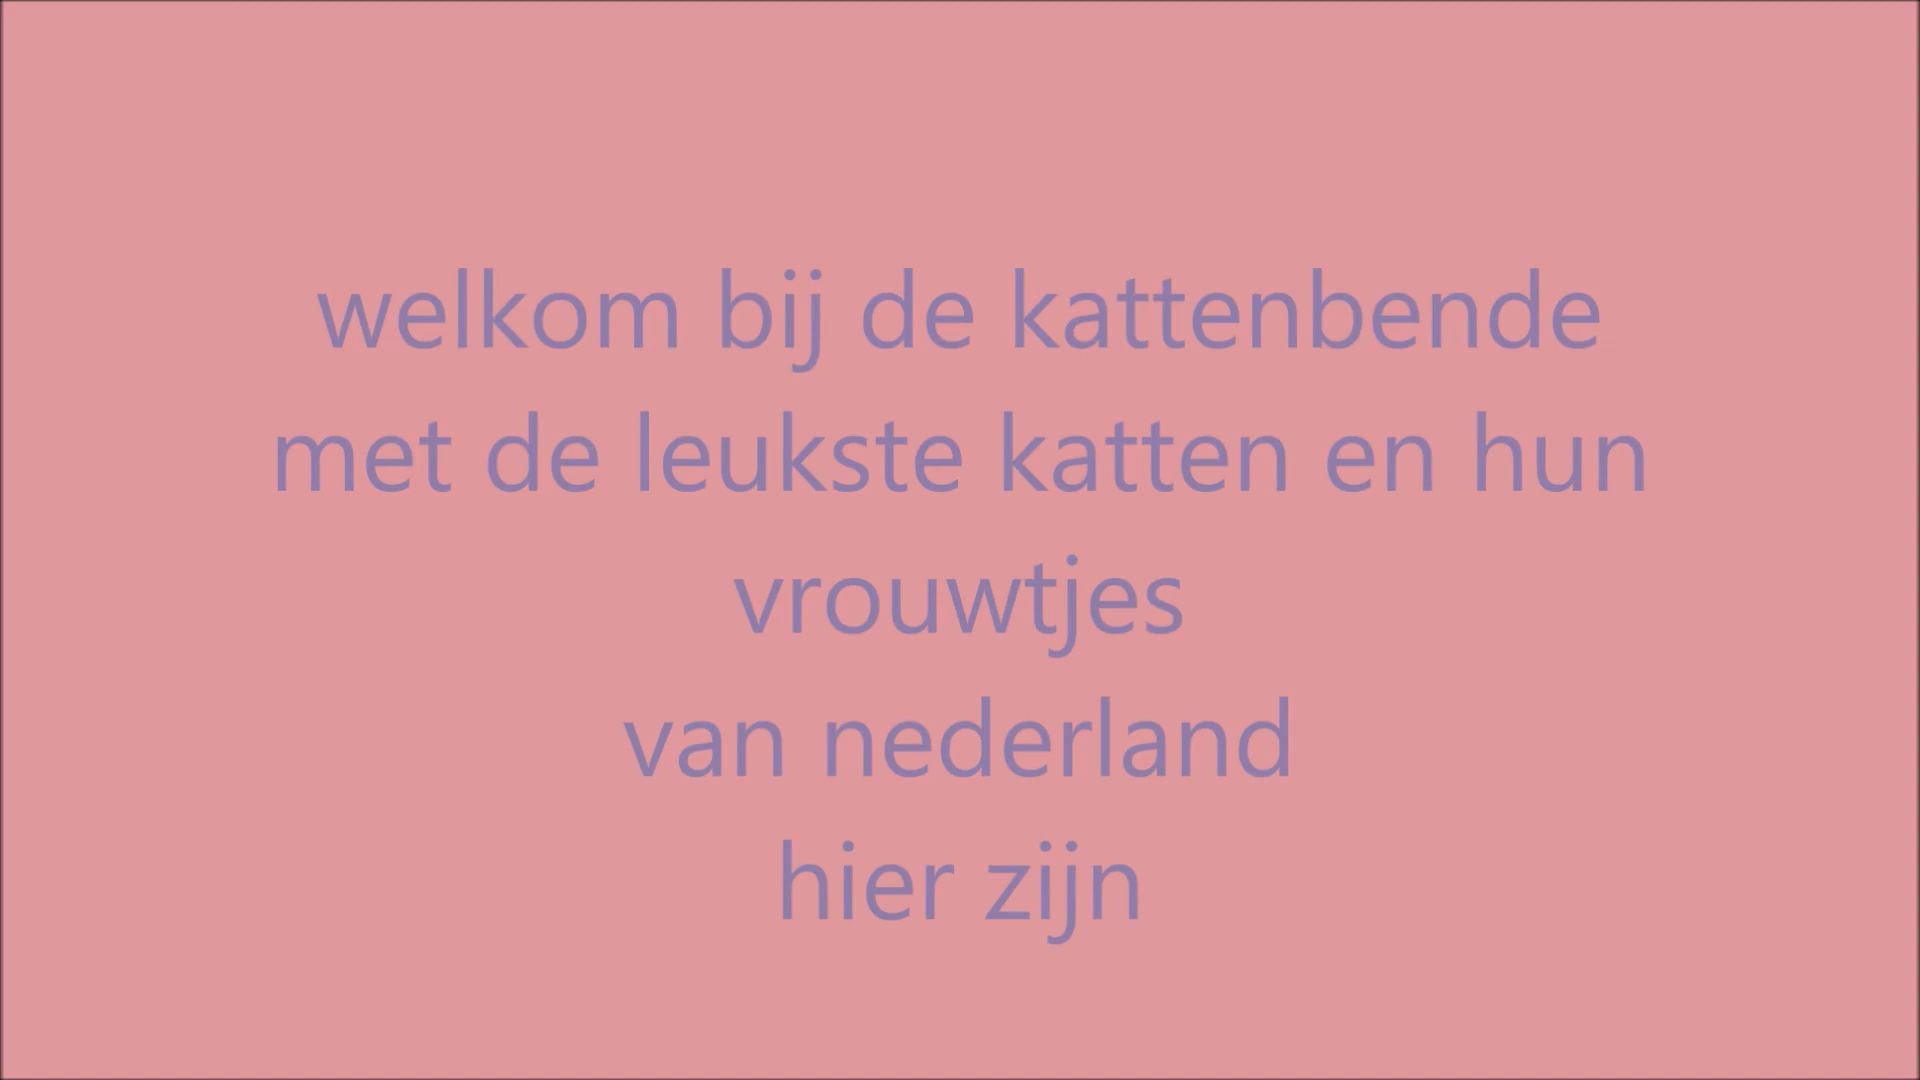 welkom bij de kattenbende
met de leukste katten en hun
vrouwtjes
van nederland
hier zijn